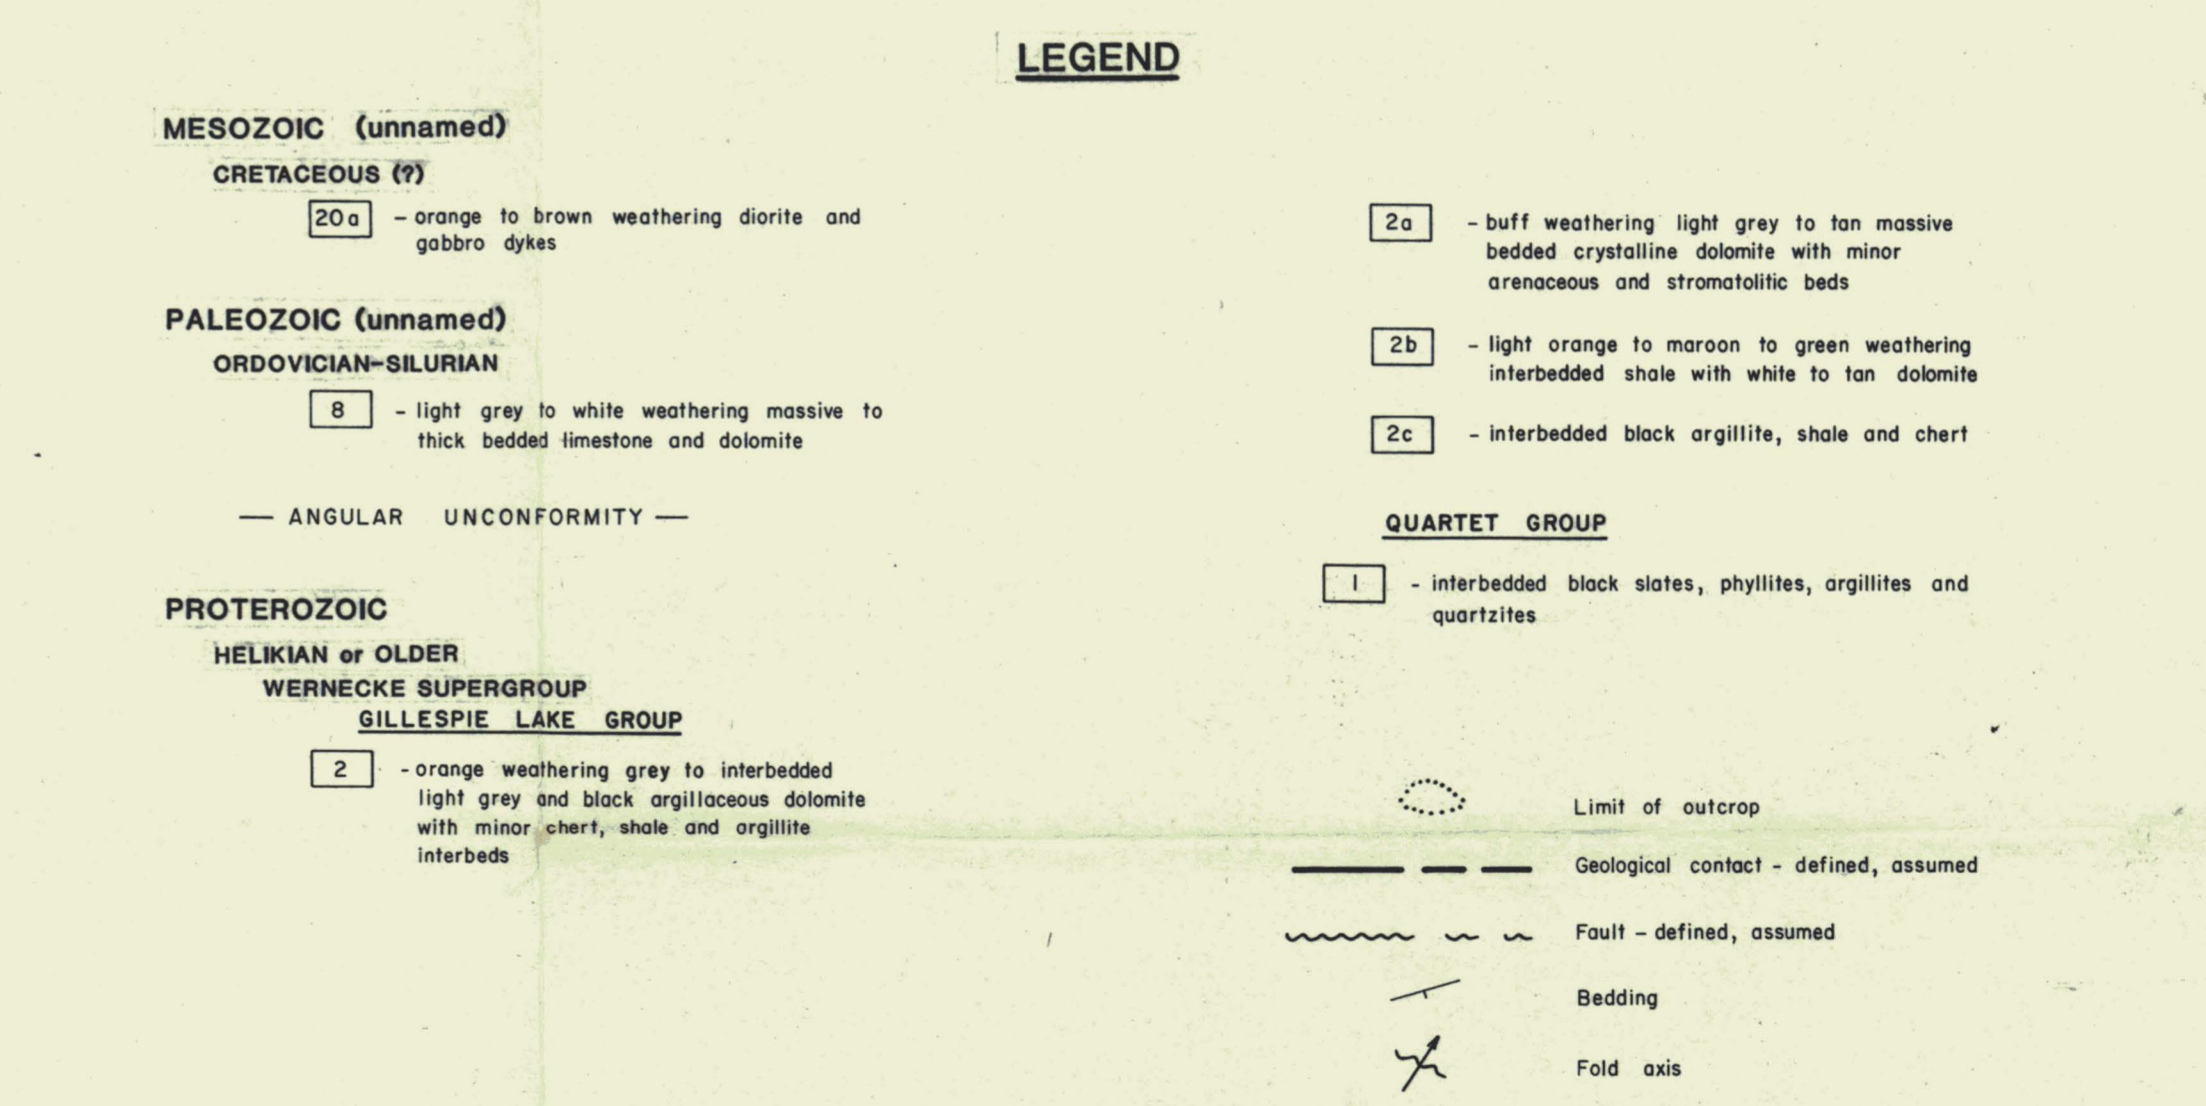 LEGEND
MESOZOIC (unnamed)
CRETACEOUS (?)
20a - orange to brown weathering diorite and
gabbro dykes
PALEOZOIC (unnamed)
ORDOVICIAN-SILURIAN
8 - light grey to white weathering massive to
thick bedded limestone and dolomite
— ANGULAR UNCONFORMITY —
PROTEROZOIC
HELIKIAN or OLDER
WERNECKE SUPERGROUP
GILLESPIE LAKE GROUP
2 - orange weathering grey to interbedded
light grey and black argillaceous dolomite
with minor chert, shale and argillite
interbeds
2a - buff weathering light grey to tan massive
bedded crystalline dolomite with minor
arenaceous and stromatolitic beds
2b - light orange to maroon to green weathering
interbedded shale with white to tan dolomite
2c - interbedded black argillite, shale and chert
QUARTET GROUP
1 - interbedded black slates, phyllites, argillites and
quartzites
Limit of outcrop
Geological contact - defined, assumed
Fault - defined, assumed
Bedding
Fold axis